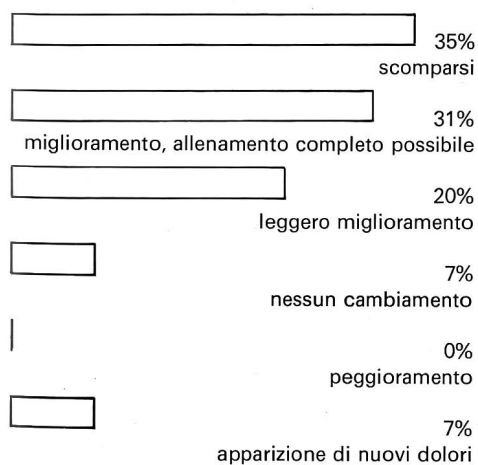 35%
scomparsi
31%
miglioramento, allenamento completo possibile
20%
leggero miglioramento
7%
nessun cambiamento
0%
peggioramento
7%
apparizione di nuovi dolori